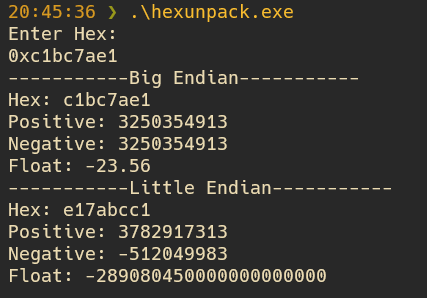 20:45:36 ❯ .\hexunpack.exe
Enter Hex:
0xc1bc7ae1
-----------Big Endian-----------
Hex: c1bc7ae1
Positive: 3250354913
Negative: 3250354913
Float: -23.56
-----------Little Endian-----------
Hex: e17abcc1
Positive: 3782917313
Negative: -512049983
Float: -289080450000000000000